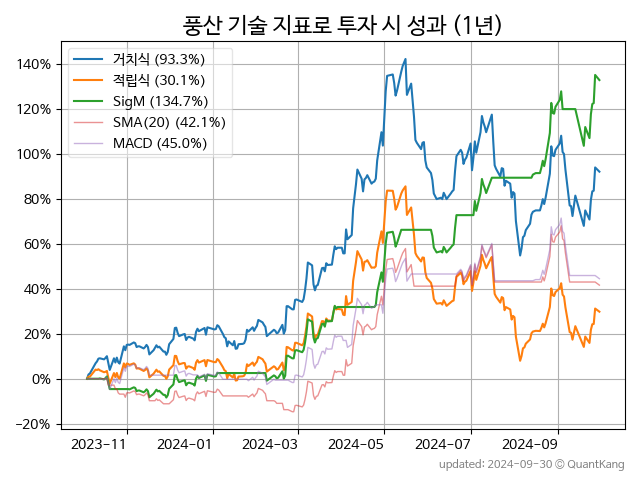 풍산 기술 지표로 투자 시 성과 (1년)
거치식 (93.3%)
적립식 (30.1%)
SigM (134.7%)
SMA(20) (42.1%)
MACD (45.0%)
140%
120%
100%
80%
60%
40%
20%
0%
−20%
2023-11
2024-01
2024-03
2024-05
2024-07
2024-09
updated: 2024-09-30 © QuantKang